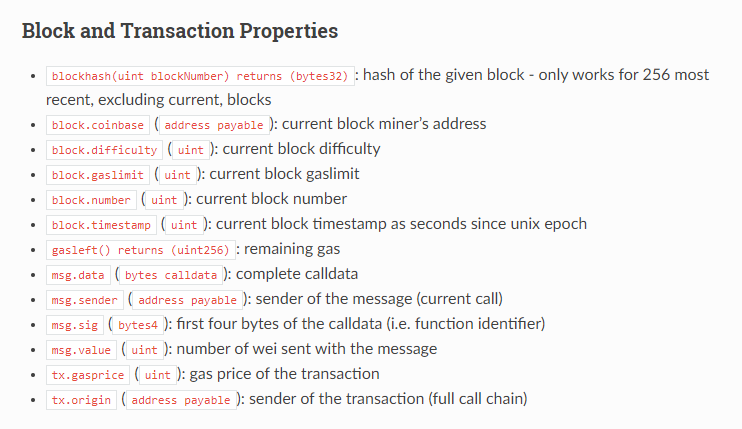 Block and Transaction Properties
blockhash(uint blockNumber) returns (bytes32) : hash of the given block - only works for 256 most
recent, excluding current, blocks
block.coinbase ( address payable ): current block miner’s address
block.difficulty ( uint ): current block difficulty
block.gaslimit ( uint ): current block gaslimit
block.number ( uint ): current block number
block.timestamp ( uint ): current block timestamp as seconds since unix epoch
gasleft() returns (uint256) : remaining gas
msg.data ( bytes calldata ): complete calldata
msg.sender ( address payable ): sender of the message (current call)
msg.sig ( bytes4 ): first four bytes of the calldata (i.e. function identifier)
msg.value ( uint ): number of wei sent with the message
tx.gasprice ( uint ): gas price of the transaction
tx.origin ( address payable ): sender of the transaction (full call chain)